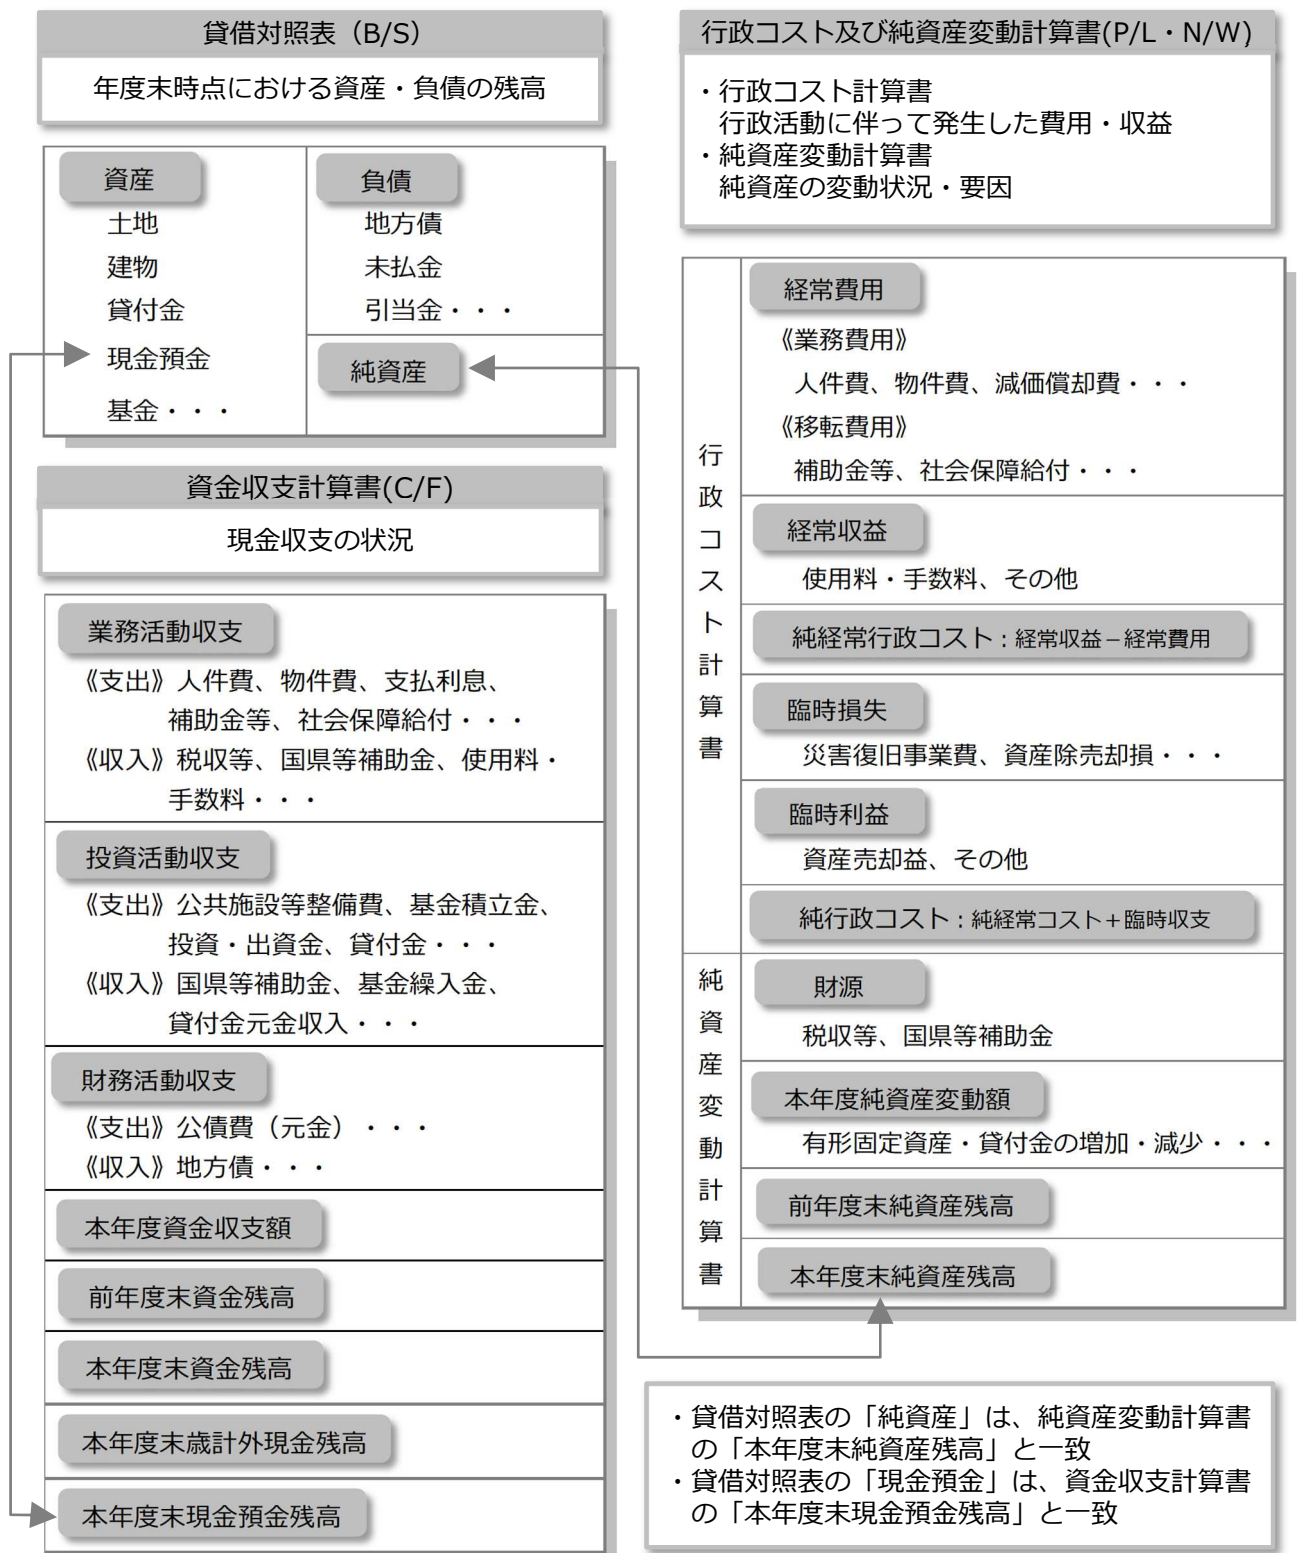 貸借対照表（B/S）
年度末時点における資産・負債の残高
資産
土地
建物
貸付金
現金預金
基金・・・
負債
地方債
未払金
引当金・・・
純資産
資金収支計算書(C/F)
現金収支の状況
業務活動収支
《支出》人件費、物件費、支払利息、
補助金等、社会保障給付・・・
《収入》税収等、国県等補助金、使用料・
手数料・・・
投資活動収支
《支出》公共施設等整備費、基金積立金、
投資・出資金、貸付金・・・
《収入》国県等補助金、基金繰入金、
貸付金元金収入・・・
財務活動収支
《支出》公債費（元金）・・・
《収入》地方債・・・
本年度資金収支額
前年度末資金残高
本年度末資金残高
本年度末歳計外現金残高
本年度末現金預金残高
行政コスト及び純資産変動計算書(P/L・N/W)
・行政コスト計算書
行政活動に伴って発生した費用・収益
・純資産変動計算書
純資産の変動状況・要因
行政コスト計算書
経常費用
《業務費用》
人件費、物件費、減価償却費・・・
《移転費用》
補助金等、社会保障給付・・・
経常収益
使用料・手数料、その他
純経常行政コスト：経常収益－経常費用
臨時損失
災害復旧事業費、資産除売却損・・・
臨時利益
資産売却益、その他
純行政コスト：純経常コスト＋臨時収支
純資産変動計算書
財源
税収等、国県等補助金
本年度純資産変動額
有形固定資産・貸付金の増加・減少・・・
前年度末純資産残高
本年度末純資産残高
・貸借対照表の「純資産」は、純資産変動計算書
の「本年度末純資産残高」と一致
・貸借対照表の「現金預金」は、資金収支計算書
の「本年度末現金預金残高」と一致